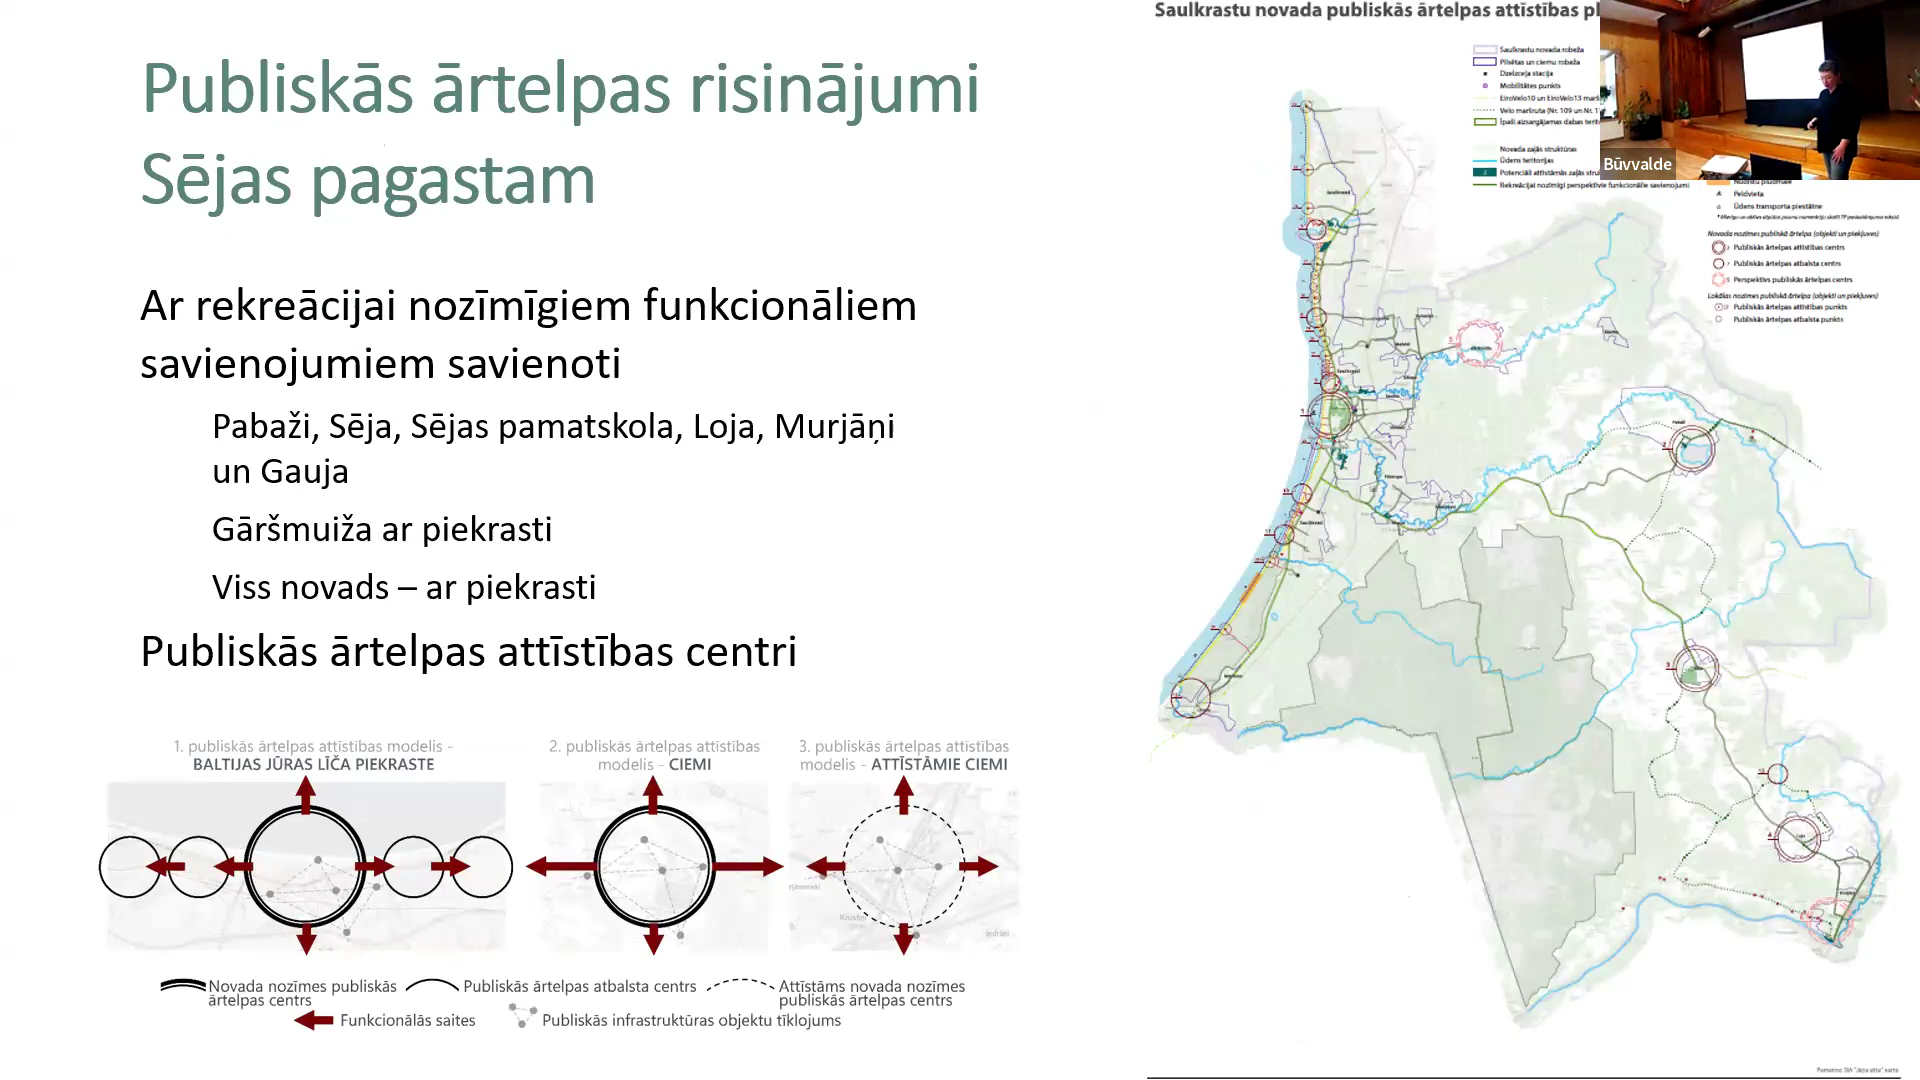 Publiskās ārtelpas risinājumi
Sējas pagastam
Ar rekreācijai nozīmīgiem funkcionāliem
savienojumiem savienoti
Pabaži, Sēja, Sējas pamatskola, Loja, Murjāņi
un Gauja
Gāršmuiža ar piekrasti
Viss novads – ar piekrasti
Publiskās ārtelpas attīstības centri
1. publiskās ārtelpas attīstības modelis -
BALTIJAS JŪRAS LĪČA PIEKRASTE
2. publiskās ārtelpas attīstības
modelis - CIEMI
3. publiskās ārtelpas attīstības
modelis - ATTĪSTĀMIE CIEMI
Novada nozīmes publiskās
ārtelpas centrs
Publiskās ārtelpas atbalsta centrs
Attīstāms novada nozīmes
publiskās ārtelpas centrs
Funkcionālās saites
Publiskās infrastruktūras objektu tīklojums
Saulkrastu novada publiskās ārtelpas attīstības
Saulkrastu novada robeža
Pilsētas un ciemu robeža
Dzelzceļa stacija
Mobilitātes punkts
EiroVelo10 un EiroVelo13
Velo maršruts (Nr. 109 un Nr.
Īpaši aizsargājamas dabas
Novada zaļās struktūras
Ūdens teritorijas
Potenciāli attīstāmās zaļās
Rekreācijai nozīmīgi perspektīvie funkcionālie savienojumi
Būvvalde
Peldvieta
Ūdens transporta piestātne
Novada nozīmes publiskā ārtelpa (objekti un piekļuves)
Publiskās ārtelpas attīstības centrs
Publiskās ārtelpas atbalsta centrs
Perspektīvs publiskās ārtelpas centrs
Lokālas nozīmes publiskā ārtelpa (objekti un piekļuves)
Publiskās ārtelpas attīstības punkts
Publiskās ārtelpas atbalsta punkts